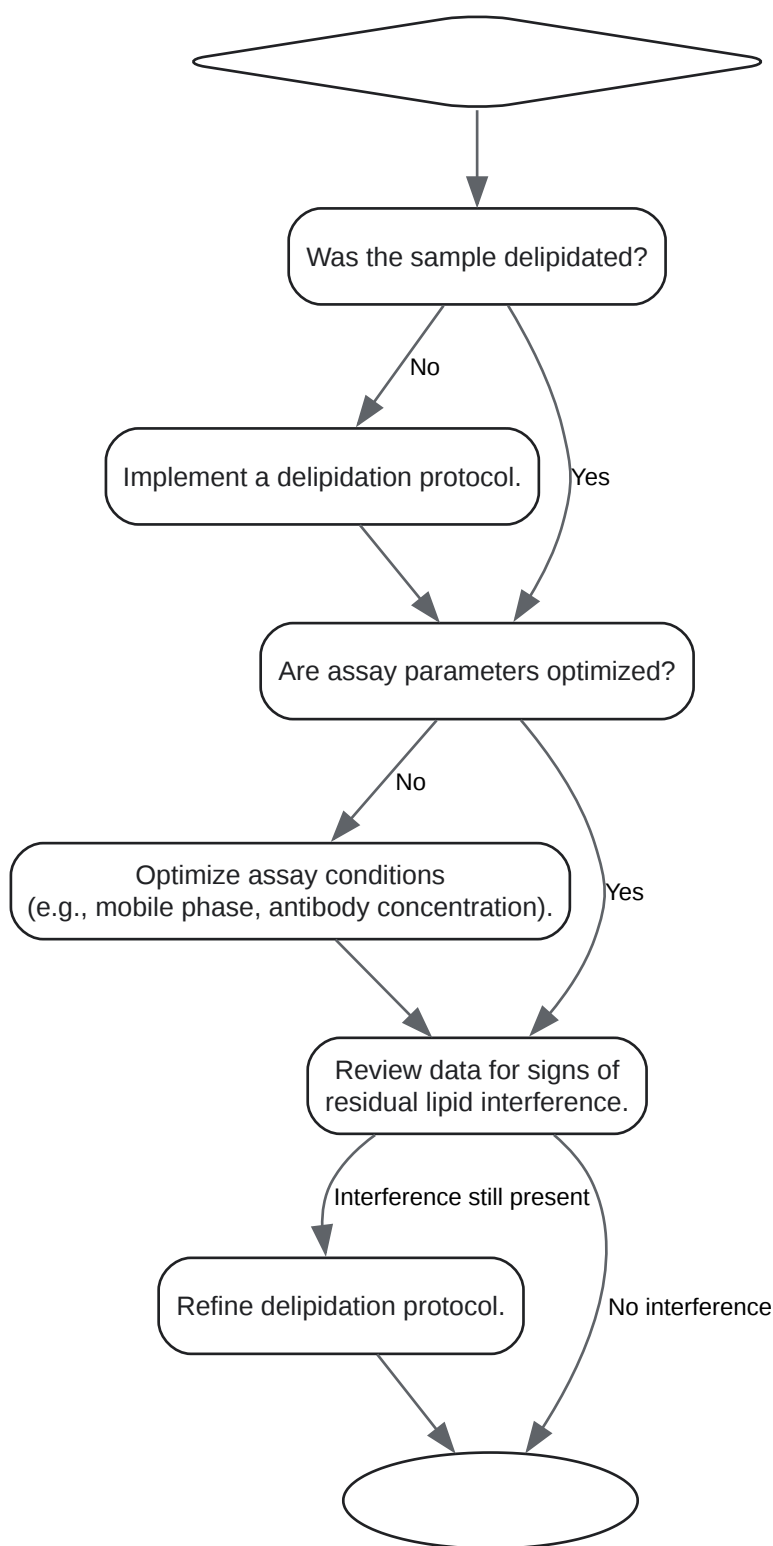 Was the sample delipidated?
No
Implement a delipidation protocol.
Yes
Are assay parameters optimized?
No
Optimize assay conditions
(e.g., mobile phase, antibody concentration).
Yes
Review data for signs of
residual lipid interference.
Interference still present
Refine delipidation protocol.
No interference